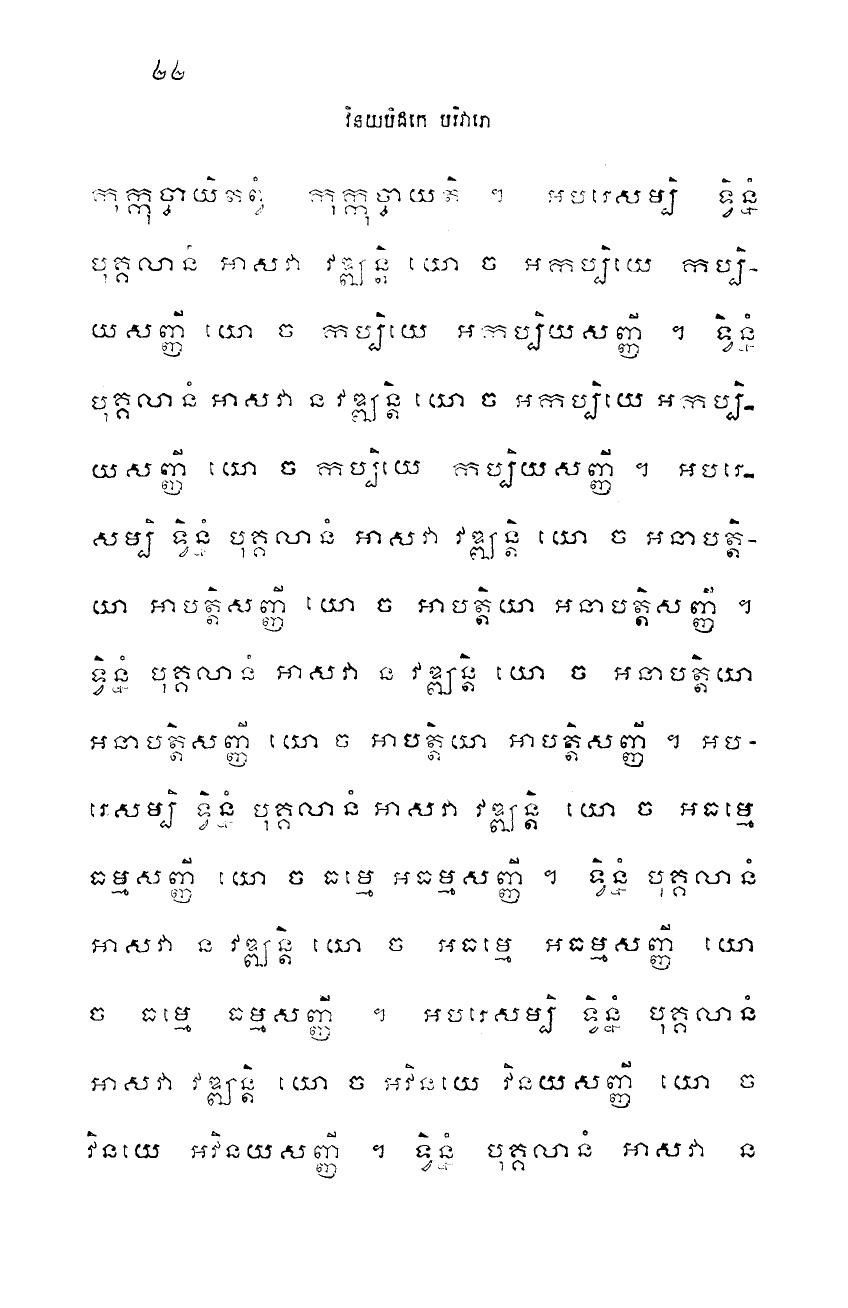 ៤៤
វិនយបិដកេ បរិវារោ
កុក្កុច្ចាយិតព្វំ កុក្កុច្ចាយតិ ។ អបរេសម្បិ ទ្វិន្នំ
បុគ្គលានំ អាសវា វឌ្ឍន្តិ យោ ច អកប្បិយេ កប្បិ-
យសញ្ញី យោ ច កប្បិយេ អកប្បិយសញ្ញី ។ ទ្វិន្នំ
បុគ្គលានំ អាសវា ន វឌ្ឍន្តិ យោ ច អកប្បិយេ អកប្បិ-
យសញ្ញី យោ ច កប្បិយេ កប្បិយសញ្ញី ។ អបរេ-
សម្បិ ទ្វិន្នំ បុគ្គលានំ អាសវា វឌ្ឍន្តិ យោ ច អនាបត្តិ-
យា អាបត្តិសញ្ញី យោ ច អាបត្តិយា អនាបត្តិសញ្ញី ។
ទ្វិន្នំ បុគ្គលានំ អាសវា ន វឌ្ឍន្តិ យោ ច អនាបត្តិយា
អនាបត្តិសញ្ញី យោ ច អាបត្តិយា អាបត្តិសញ្ញី ។ អប-
រេសម្បិ ទ្វិន្នំ បុគ្គលានំ អាសវា វឌ្ឍន្តិ យោ ច អធម្មេ
ធម្មសញ្ញី យោ ច ធម្មេ អធម្មសញ្ញី ។ ទ្វិន្នំ បុគ្គលានំ
អាសវា ន វឌ្ឍន្តិ យោ ច អធម្មេ អធម្មសញ្ញី យោ
ច ធម្មេ ធម្មសញ្ញី ។ អបរេសម្បិ ទ្វិន្នំ បុគ្គលានំ
អាសវា វឌ្ឍន្តិ យោ ច អវិនយេ វិនយសញ្ញី យោ ច
វិនយេ អវិនយសញ្ញី ។ ទ្វិន្នំ បុគ្គលានំ អាសវា ន